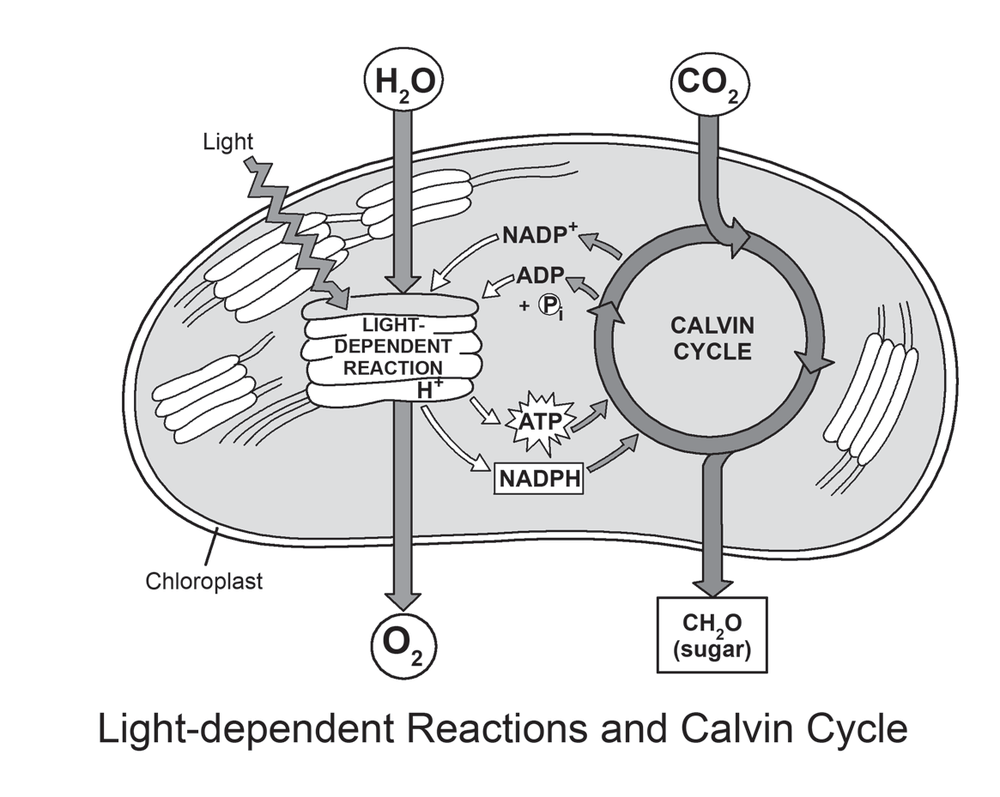 H₂O
CO₂
Light
NADP⁺
ADP
+ Pᵢ
LIGHT-
DEPENDENT
REACTION
H⁺
CALVIN
CYCLE
ATP
NADPH
Chloroplast
O₂
CH₂O
(sugar)
Light-dependent Reactions and Calvin Cycle